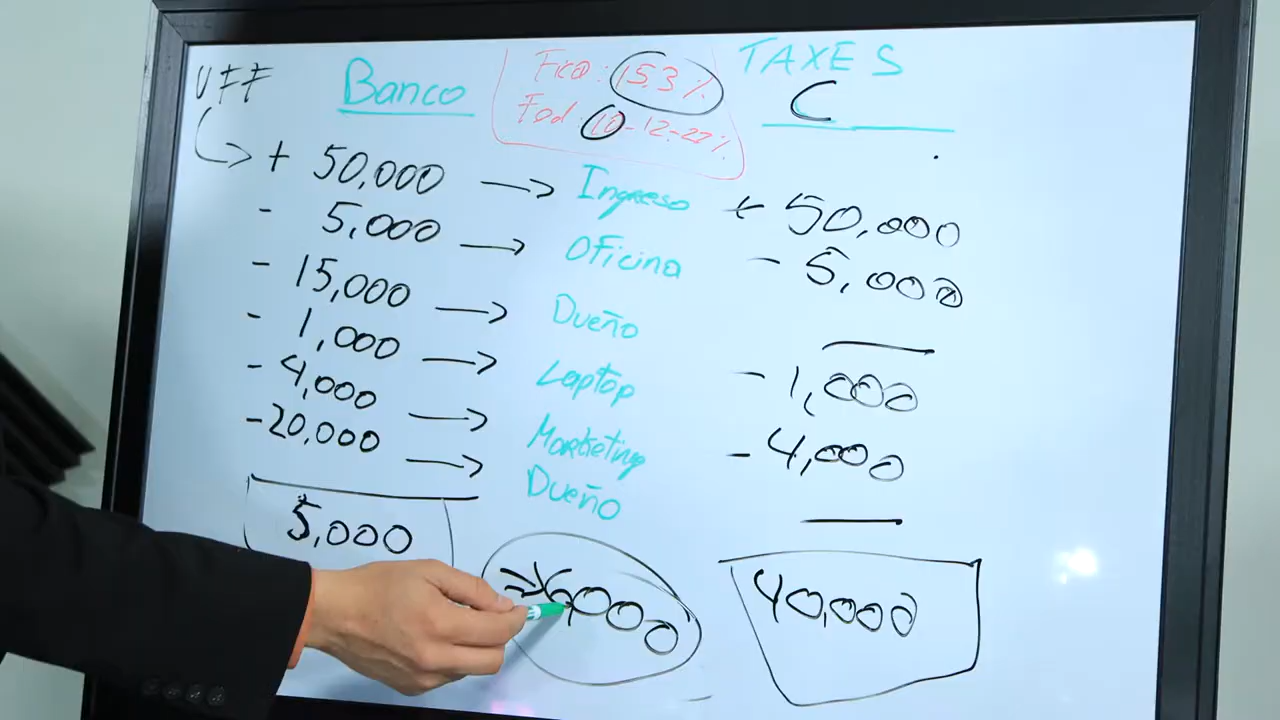 Banco
Fica: 15.3%
Fed: 10-12-22%
TAXES
C
+ 50,000 → Ingreso + 50,000
- 5,000 → Oficina - 5,000
- 15,000 → Dueño —
- 1,000 → Laptop - 1,000
- 4,000 → Marketing - 4,000
- 20,000 → Dueño —
5,000
40,000